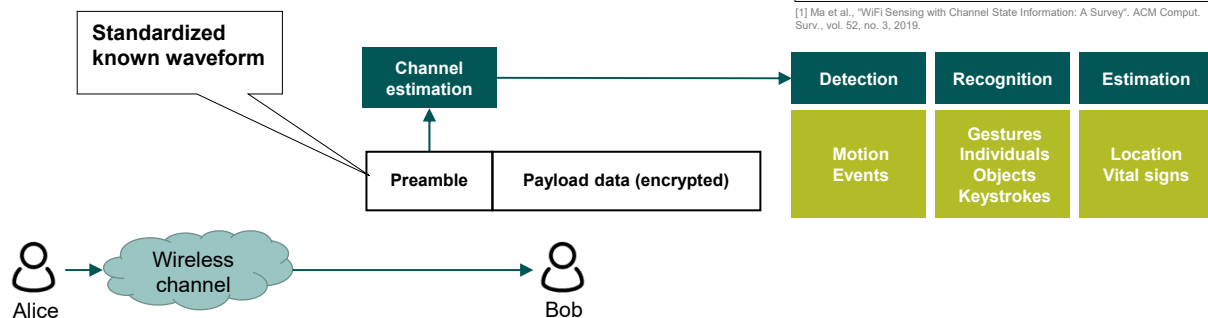 [1] Ma et al., "WiFi Sensing with Channel State Information: A Survey". ACM Comput.
Surv., vol. 52, no. 3, 2019.
Standardized
known waveform
Channel
estimation
Detection
Recognition
Estimation
Motion
Events
Gestures
Individuals
Objects
Keystrokes
Location
Vital signs
Preamble
Payload data (encrypted)
Wireless
channel
Alice
Bob